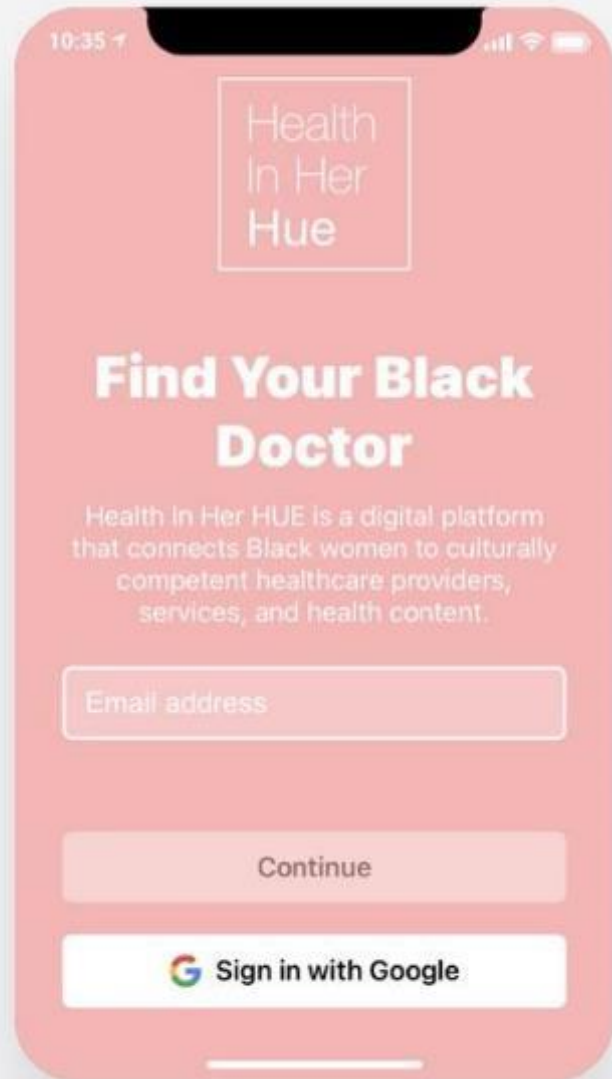 10:35
Health
In Her
Hue
Find Your Black
Doctor
Health In Her HUE is a digital platform
that connects Black women to culturally
competent healthcare providers,
services, and health content.
Email address
Continue
Sign in with Google